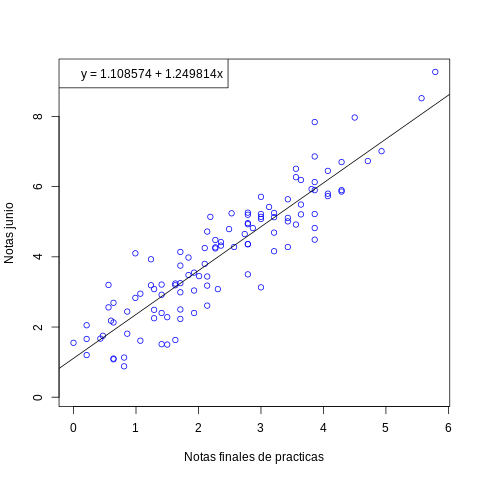 y = 1.108574 + 1.249814x
Notas junio
8
6
4
2
0
0 1 2 3 4 5 6
Notas finales de practicas